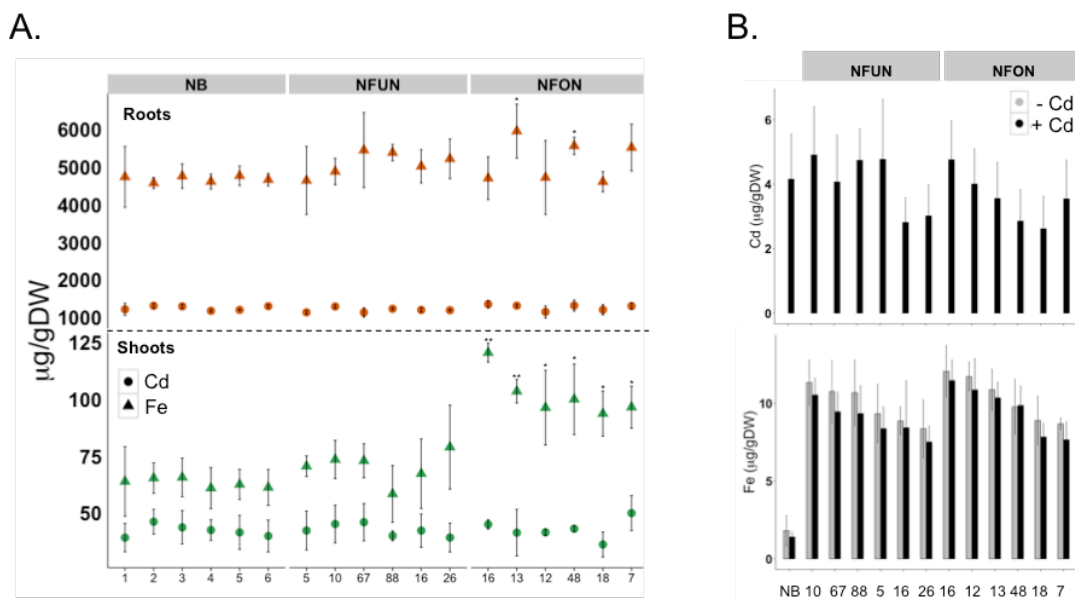 A.
NB NFUN NFON
Roots
6000
5000
4000
3000
2000
1000
Shoots
Cd
Fe
125
100
75
50
µg/gDW
1 2 3 4 5 6 5 10 67 88 16 26 16 13 12 48 18 7
B.
NFUN NFON
- Cd
+ Cd
6
4
2
0
Cd (µg/gDW)
10
5
0
Fe (µg/gDW)
NB 10 67 88 5 16 26 16 12 13 48 18 7